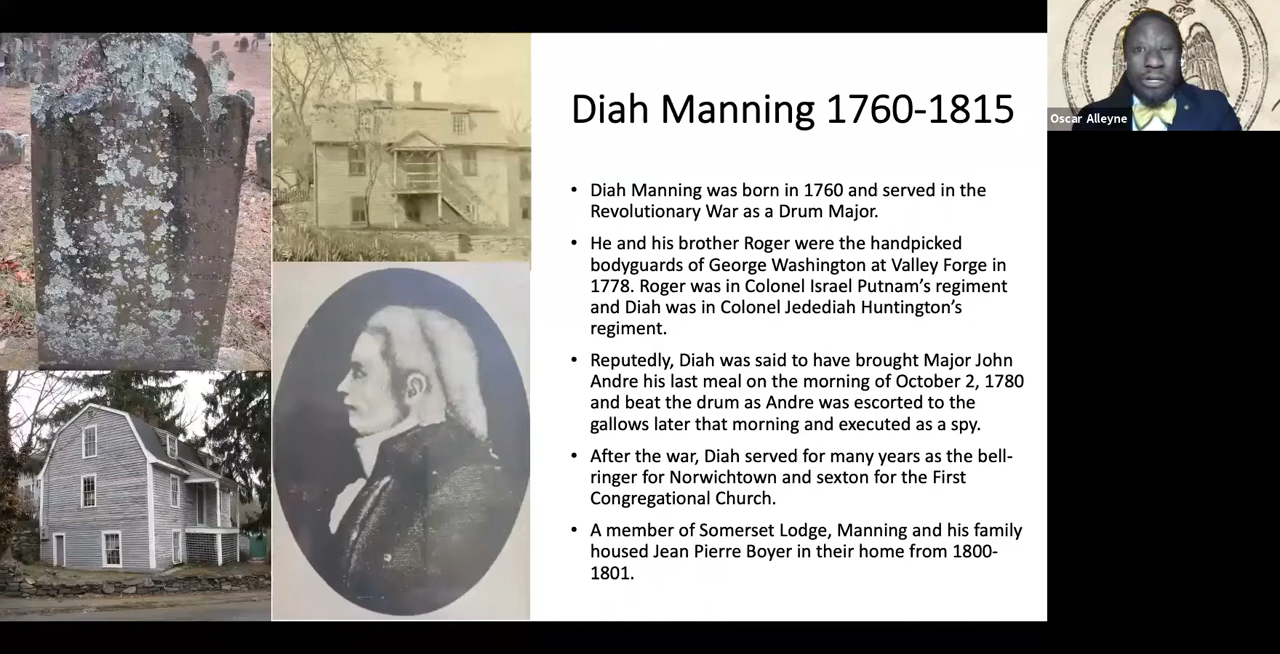 Diah Manning 1760-1815
Oscar Alleyne
• Diah Manning was born in 1760 and served in the
Revolutionary War as a Drum Major.
• He and his brother Roger were the handpicked
bodyguards of George Washington at Valley Forge in
1778. Roger was in Colonel Israel Putnam’s regiment
and Diah was in Colonel Jedediah Huntington’s
regiment.
• Reputedly, Diah was said to have brought Major John
Andre his last meal on the morning of October 2, 1780
and beat the drum as Andre was escorted to the
gallows later that morning and executed as a spy.
• After the war, Diah served for many years as the bell-
ringer for Norwichtown and sexton for the First
Congregational Church.
• A member of Somerset Lodge, Manning and his family
housed Jean Pierre Boyer in their home from 1800-
1801.